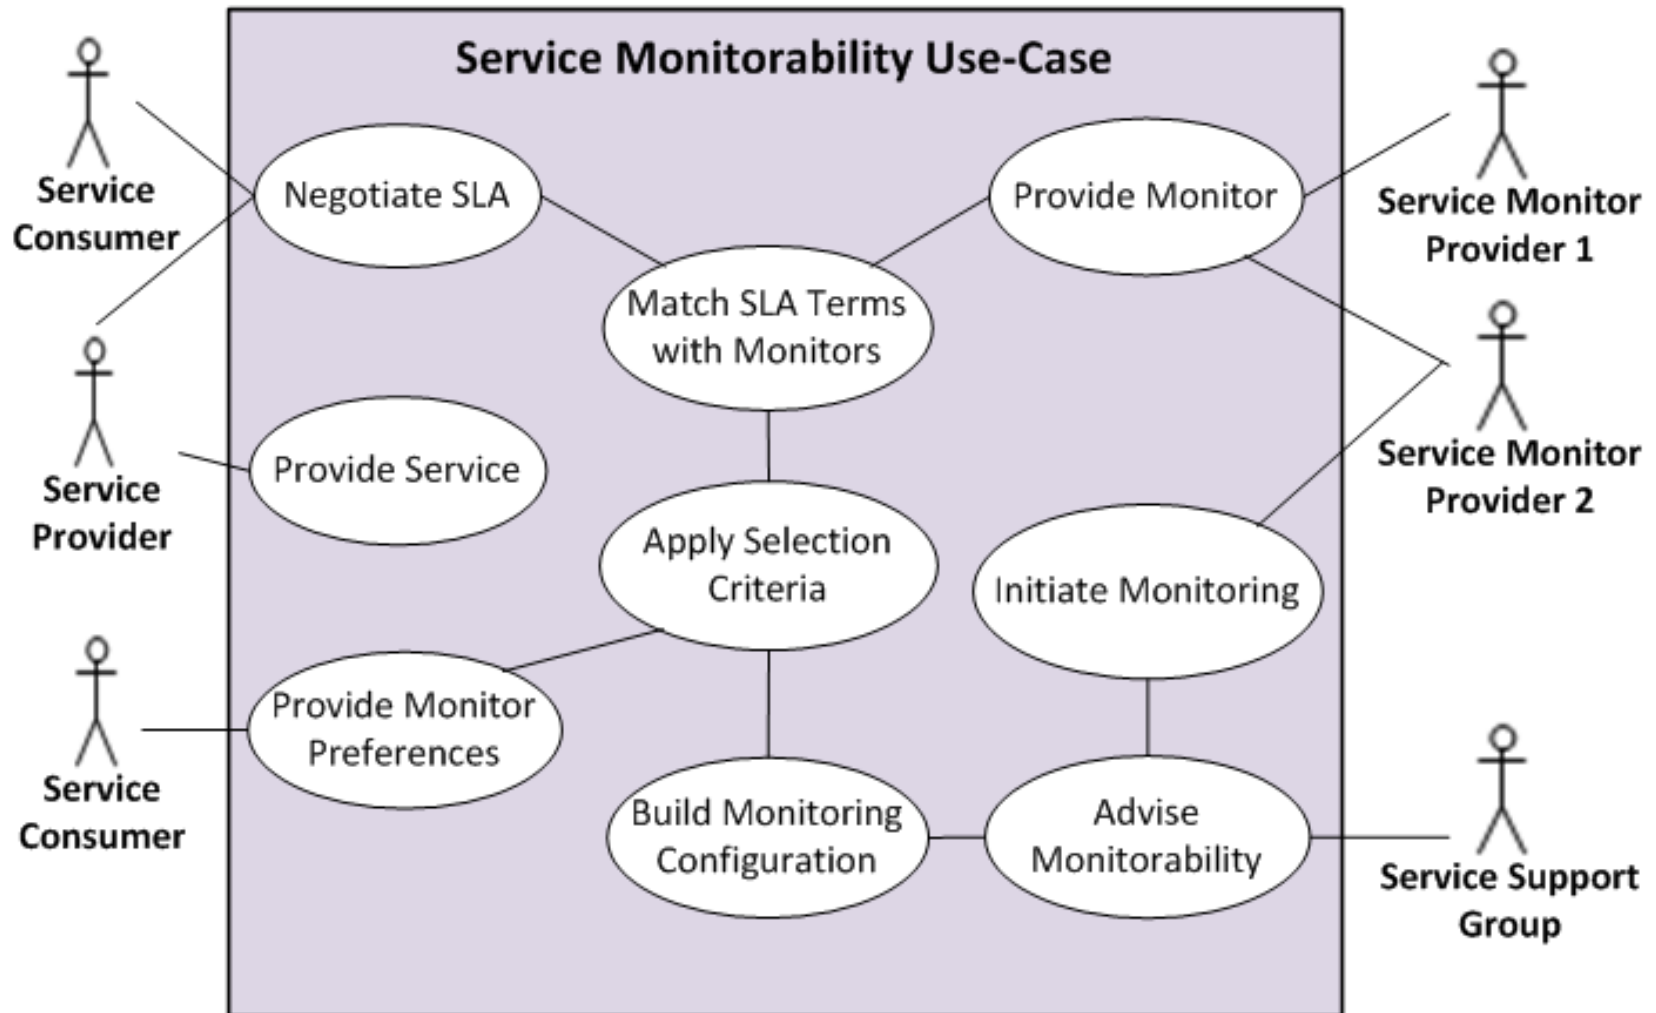 Service Monitorability Use-Case
Service
Consumer
Negotiate SLA
Provide Monitor
Service Monitor
Provider 1
Match SLA Terms
with Monitors
Service
Provider
Provide Service
Service Monitor
Provider 2
Apply Selection
Criteria
Initiate Monitoring
Service
Consumer
Provide Monitor
Preferences
Build Monitoring
Configuration
Advise
Monitorability
Service Support
Group